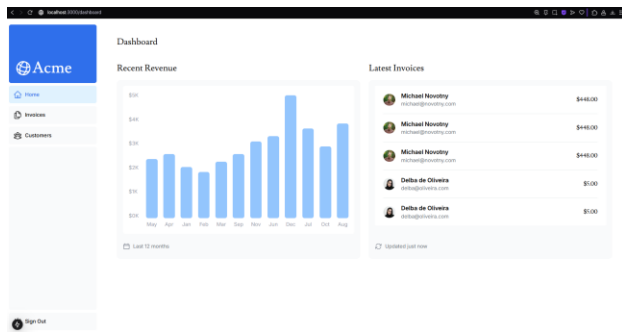 localhost:3000/dashboard
Acme
Home
Invoices
Customers
Sign Out
Dashboard
Recent Revenue
$5K
$4K
$3K
$2K
$1K
$0K
May Apr Jan Feb Mar Sep Nov Jun Dec Jul Oct Aug
Last 12 months
Latest Invoices
Michael Novotny
michael@novotny.com
$448.00
Michael Novotny
michael@novotny.com
$448.00
Michael Novotny
michael@novotny.com
$448.00
Delba de Oliveira
delba@oliveira.com
$5.00
Delba de Oliveira
delba@oliveira.com
$5.00
Updated just now